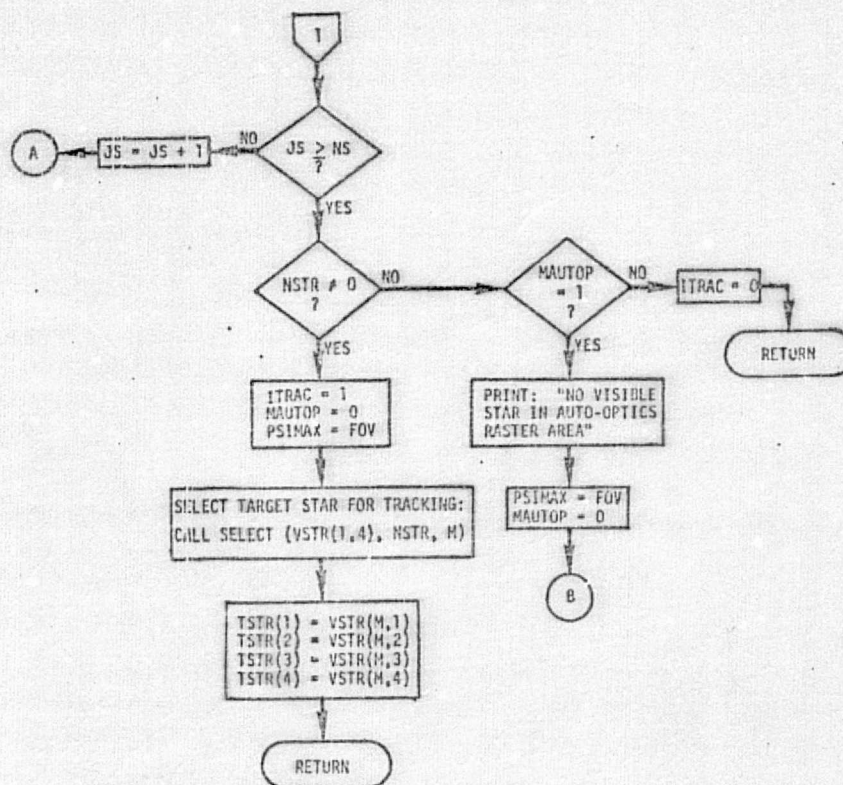 1
JS ≥ NS
?
NO
JS = JS + 1
A
YES
NSTR ≠ 0
?
NO
MAUTOP
= 1
?
NO
ITRAC = 0
RETURN
YES
ITRAC = 1
MAUTOP = 0
PSIMAX = FOV
YES
PRINT: "NO VISIBLE
STAR IN AUTO-OPTICS
RASTER AREA"
SELECT TARGET STAR FOR TRACKING:
CALL SELECT (VSTR(1,4), NSTR, M)
PSIMAX = FOV
MAUTOP = 0
B
TSTR(1) = VSTR(M,1)
TSTR(2) = VSTR(M,2)
TSTR(3) = VSTR(M,3)
TSTR(4) = VSTR(M,4)
RETURN